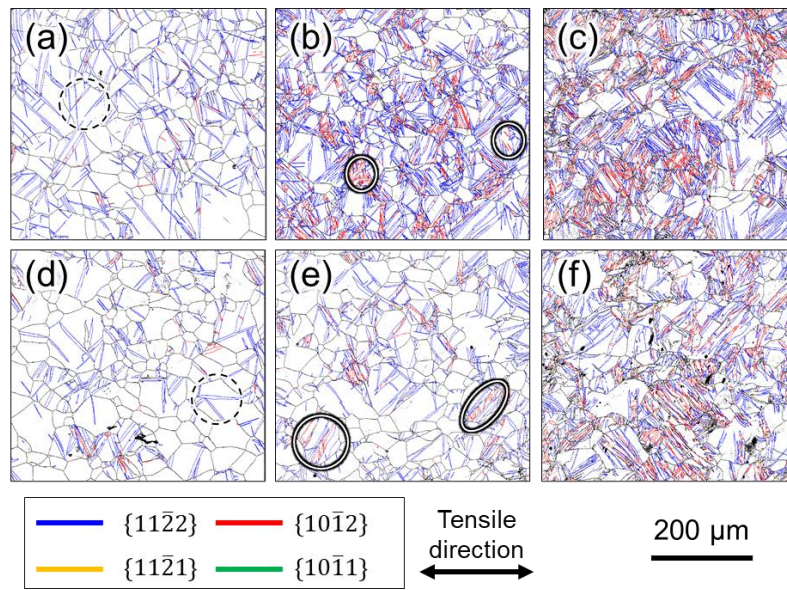 (a) (b) (c)
(d) (e) (f)
{112̅2} {101̅2} Tensile 200 μm
{112̅1} {101̅1} direction